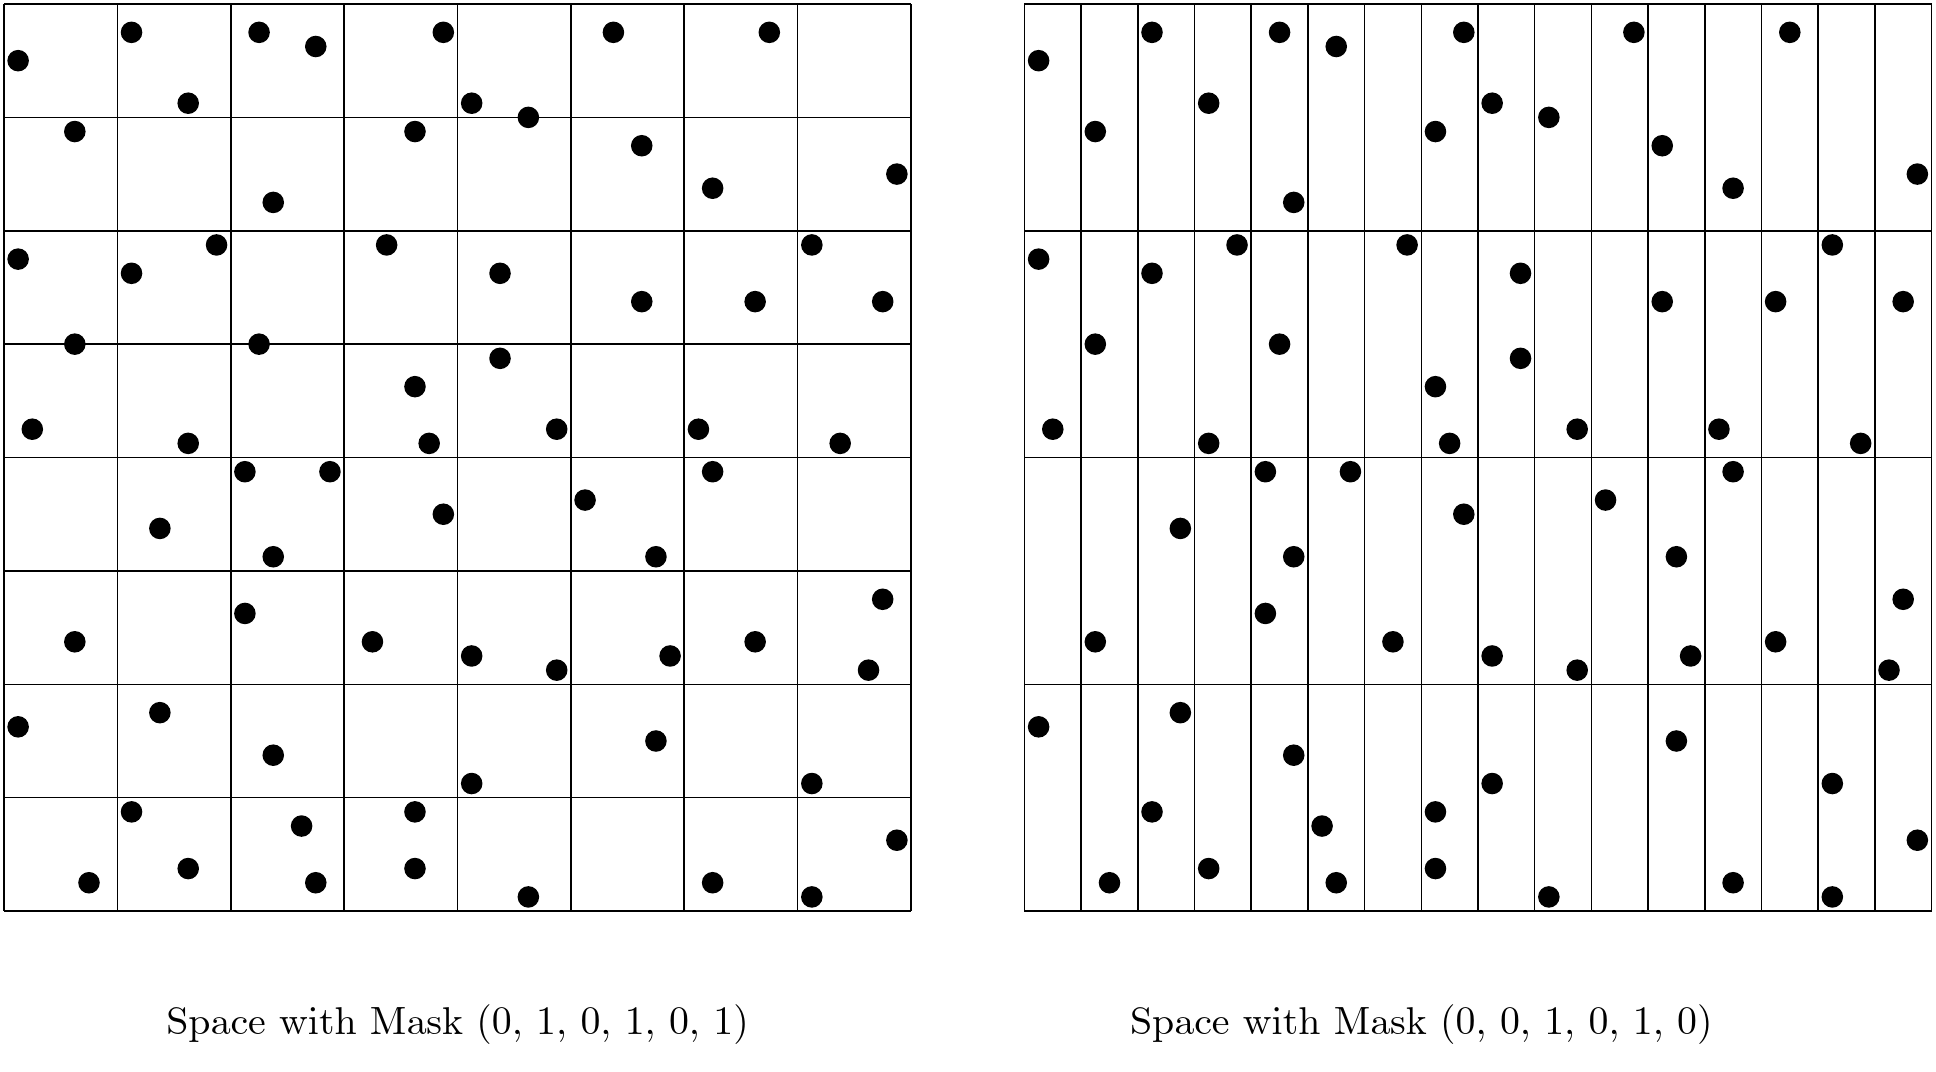 Space with Mask (0, 1, 0, 1, 0, 1)
Space with Mask (0, 0, 1, 0, 1, 0)